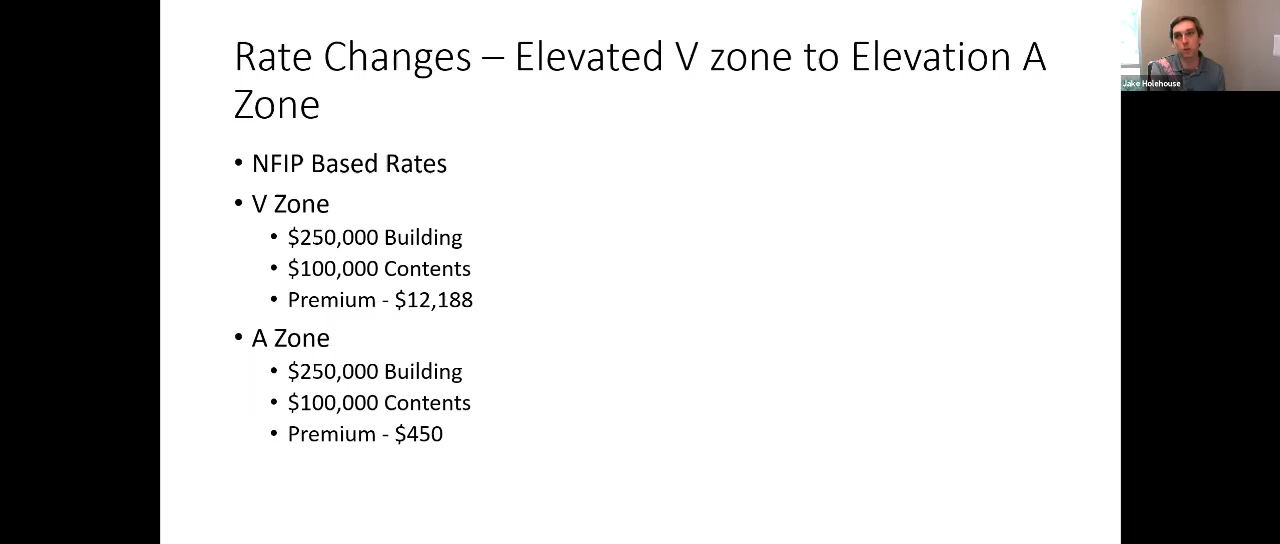 Rate Changes – Elevated V zone to Elevation A
Zone
• NFIP Based Rates
• V Zone
• $250,000 Building
• $100,000 Contents
• Premium - $12,188
• A Zone
• $250,000 Building
• $100,000 Contents
• Premium - $450
Jake Holehouse